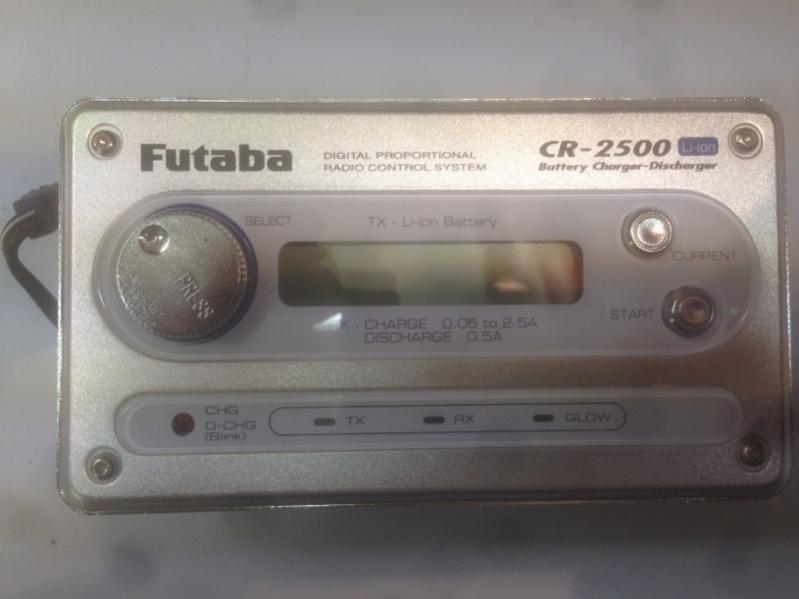 Futaba
DIGITAL PROPORTIONAL
RADIO CONTROL SYSTEM
CR-2500 Li-ion
Battery Charger-Discharger
SELECT
TX - Li-ion Battery
PRESS
CURRENT
START
X - CHARGE 0.05 to 2.5A
DISCHARGE 0.5A
CHG
D-CHG
(Blink)
TX
RX
GLOW